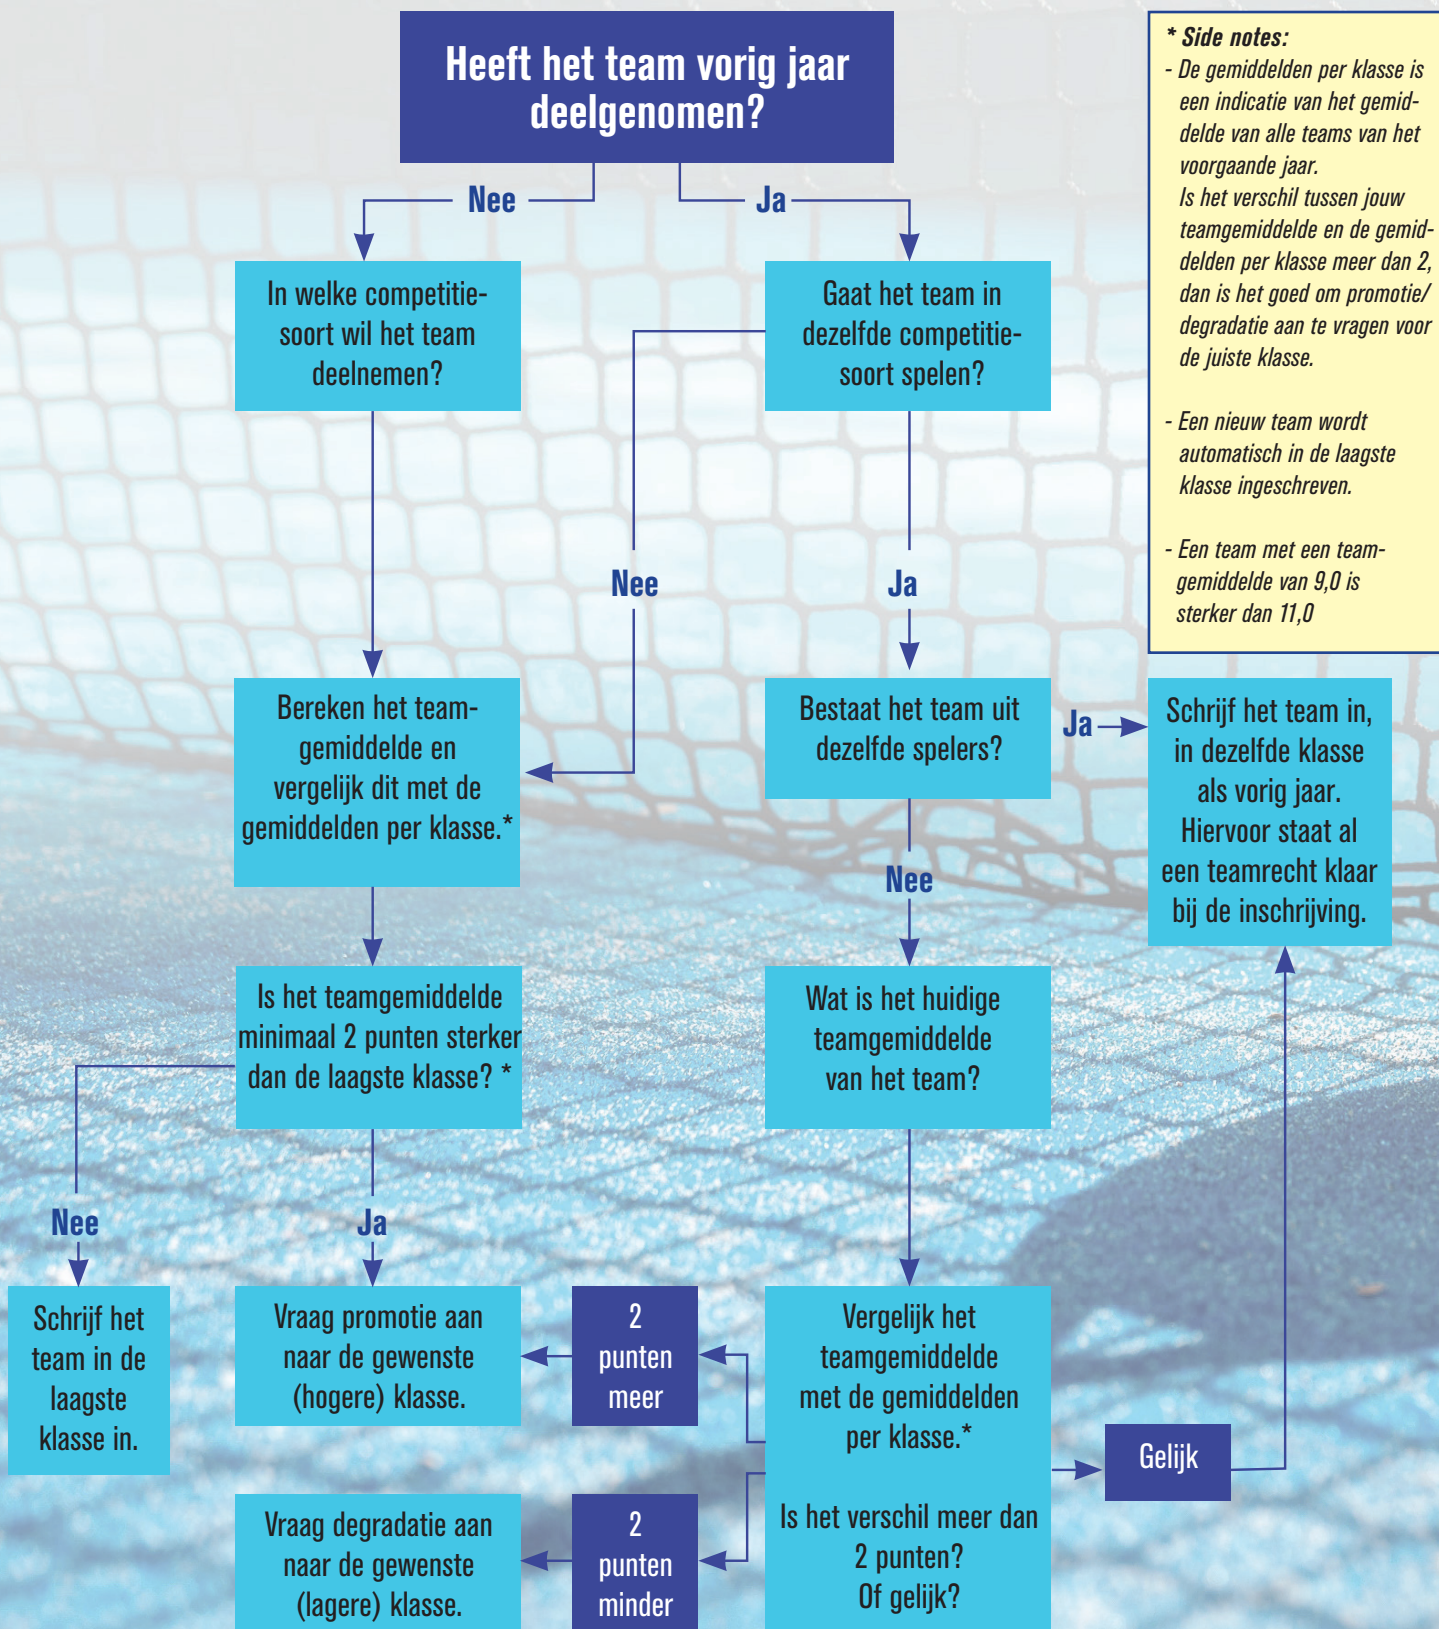 Heeft het team vorig jaar
deelgenomen?
* Side notes:
- De gemiddelden per klasse is
een indicatie van het gemid-
delde van alle teams van het
voorgaande jaar.
Is het verschil tussen jouw
teamgemiddelde en de gemid-
delden per klasse meer dan 2,
dan is het goed om promotie/
degradatie aan te vragen voor
de juiste klasse.
- Een nieuw team wordt
automatisch in de laagste
klasse ingeschreven.
- Een team met een team-
gemiddelde van 9,0 is
sterker dan 11,0
Nee
Ja
In welke competitie-
soort wil het team
deelnemen?
Gaat het team in
dezelfde competitie-
soort spelen?
Nee
Ja
Bereken het team-
gemiddelde en
vergelijk dit met de
gemiddelden per klasse.*
Bestaat het team uit
dezelfde spelers?
Ja
Schrijf het team in,
in dezelfde klasse
als vorig jaar.
Hiervoor staat al
een teamrecht klaar
bij de inschrijving.
Nee
Is het teamgemiddelde
minimaal 2 punten sterker
dan de laagste klasse? *
Wat is het huidige
teamgemiddelde
van het team?
Nee
Ja
Schrijf het
team in de
laagste
klasse in.
Vraag promotie aan
naar de gewenste
(hogere) klasse.
2
punten
meer
Vergelijk het
teamgemiddelde
met de gemiddelden
per klasse.*
Is het verschil meer dan
2 punten?
Of gelijk?
Gelijk
Vraag degradatie aan
naar de gewenste
(lagere) klasse.
2
punten
minder